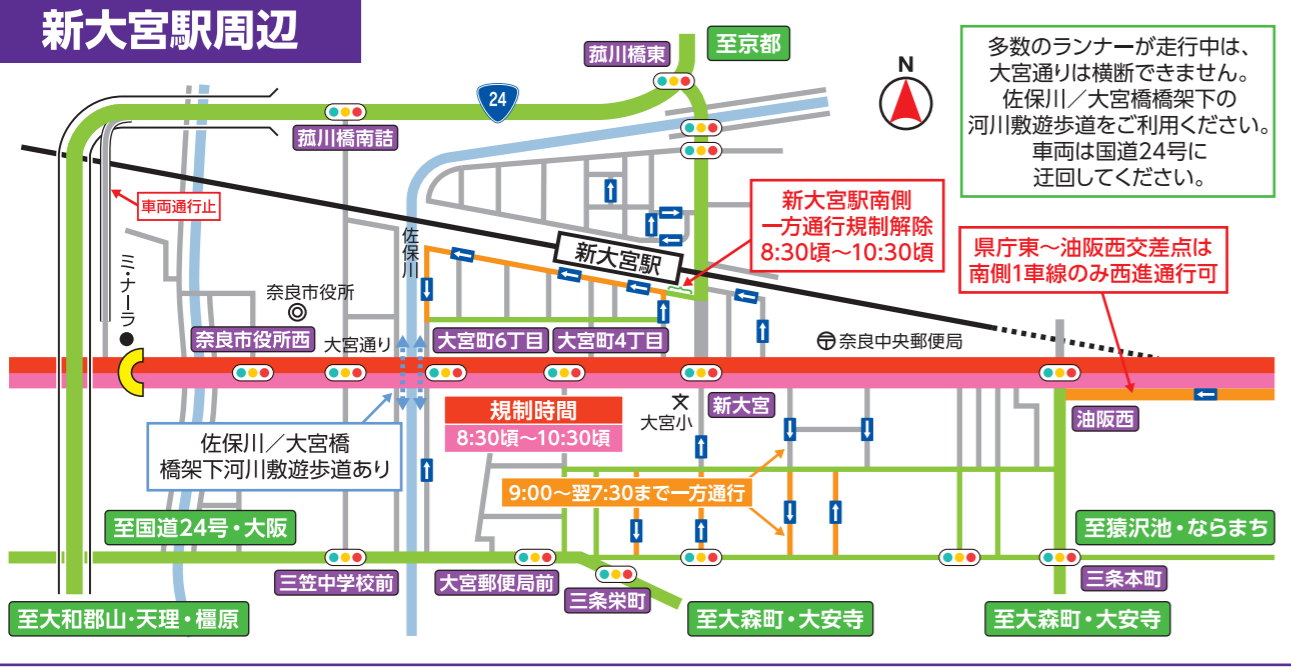 新大宮駅周辺
菰川橋東
至京都
N
多数のランナーが走行中は、
大宮通りは横断できません。
佐保川／大宮橋橋架下の
河川敷遊歩道をご利用ください。
車両は国道24号に
迂回してください。
24
菰川橋南詰
車両通行止
新大宮駅南側
一方通行規制解除
8:30頃〜10:30頃
佐保川
新大宮駅
県庁東〜油阪西交差点は
南側1車線のみ西進通行可
ミ・ナーラ
奈良市役所
奈良市役所西
大宮通り
大宮町6丁目
大宮町4丁目
奈良中央郵便局
規制時間
8:30頃〜10:30頃
文
大宮小
新大宮
油阪西
佐保川／大宮橋
橋架下河川敷遊歩道あり
9:00〜翌7:30まで一方通行
至国道24号・大阪
至猿沢池・ならまち
三笠中学校前
大宮郵便局前
三条栄町
三条本町
至大和郡山・天理・橿原
至大森町・大安寺
至大森町・大安寺